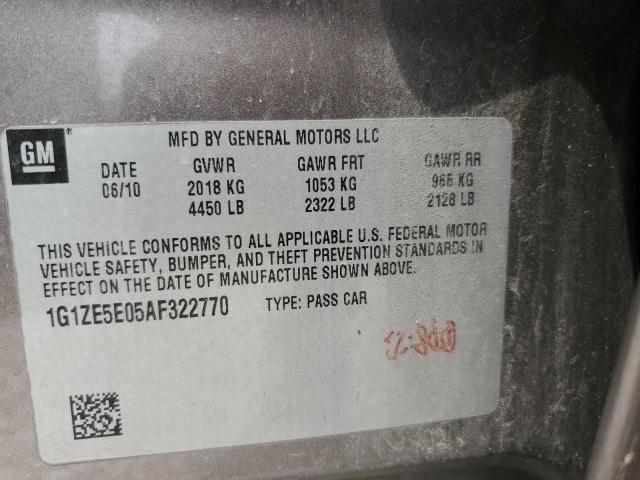 GM
MFD BY GENERAL MOTORS LLC
DATE GVWR GAWR FRT GAWR RR
06/10 2018 KG 1053 KG 965 KG
4450 LB 2322 LB 2128 LB
THIS VEHICLE CONFORMS TO ALL APPLICABLE U.S. FEDERAL MOTOR
VEHICLE SAFETY, BUMPER, AND THEFT PREVENTION STANDARDS IN
EFFECT ON THE DATE OF MANUFACTURE SHOWN ABOVE.
1G1ZE5E05AF322770 TYPE: PASS CAR